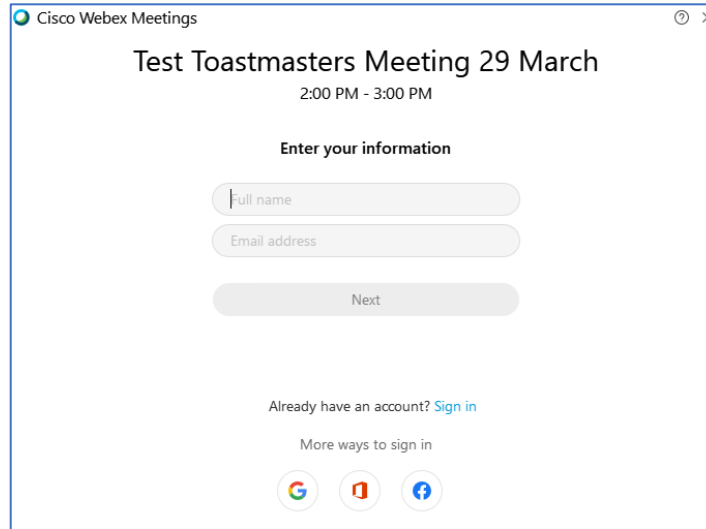 Cisco Webex Meetings
Test Toastmasters Meeting 29 March
2:00 PM - 3:00 PM
Enter your information
Full name
Email address
Next
Already have an account? Sign in
More ways to sign in